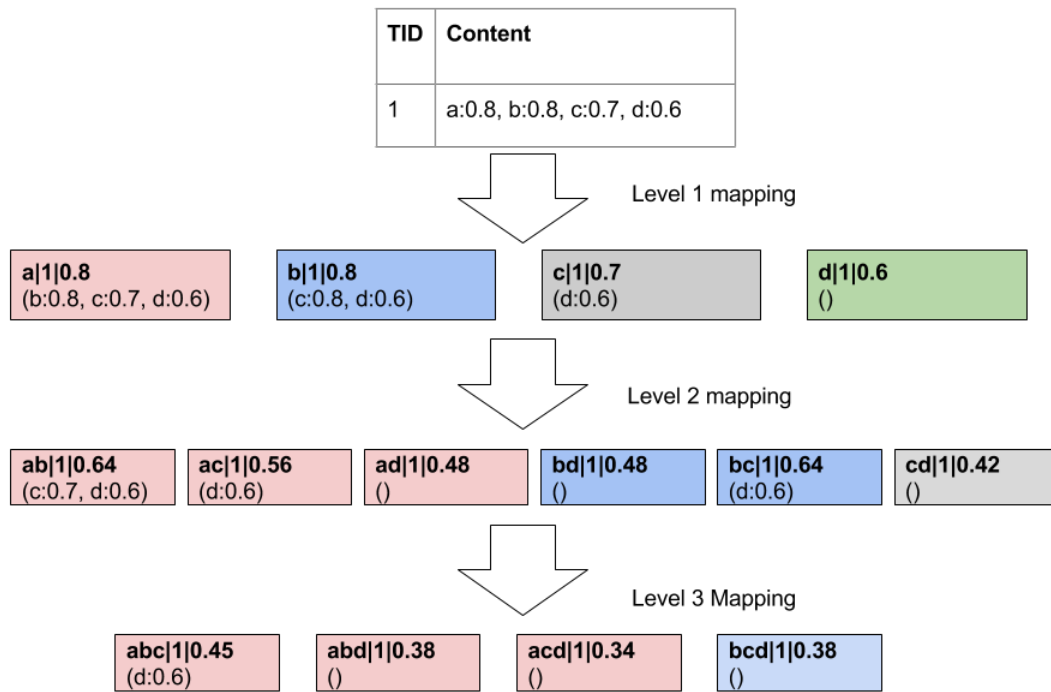 TID Content
1 a:0.8, b:0.8, c:0.7, d:0.6
Level 1 mapping
a|1|0.8
(b:0.8, c:0.7, d:0.6)
b|1|0.8
(c:0.8, d:0.6)
c|1|0.7
(d:0.6)
d|1|0.6
()
Level 2 mapping
ab|1|0.64
(c:0.7, d:0.6)
ac|1|0.56
(d:0.6)
ad|1|0.48
()
bd|1|0.48
()
bc|1|0.64
(d:0.6)
cd|1|0.42
()
Level 3 Mapping
abc|1|0.45
(d:0.6)
abd|1|0.38
()
acd|1|0.34
()
bcd|1|0.38
()